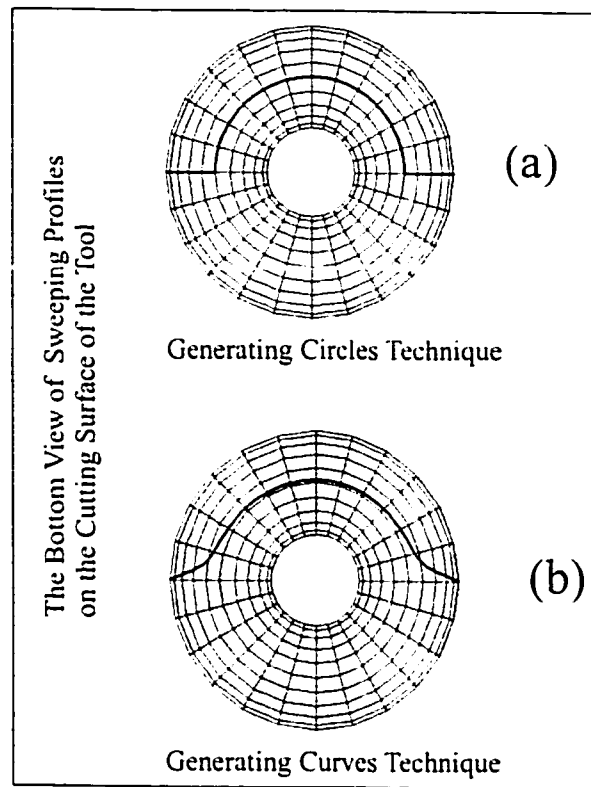 The Bottom View of Sweeping Profiles
on the Cutting Surface of the Tool
(a)
Generating Circles Technique
(b)
Generating Curves Technique